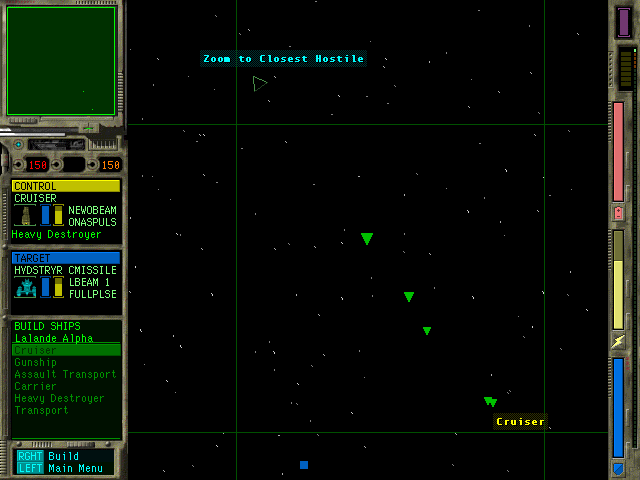 Zoom to Closest Hostile
150 150
CONTROL
CRUISER
NEWOBEAM
ONASPULS
Heavy Destroyer
TARGET
HVDSTRYR CMISSILE
LBEAM 1
FULLPLSE
BUILD SHIPS
Lalande Alpha
Cruiser
Gunship
Assault Transport
Carrier
Heavy Destroyer
Transport
Cruiser
RGHT Build
LEFT Main Menu